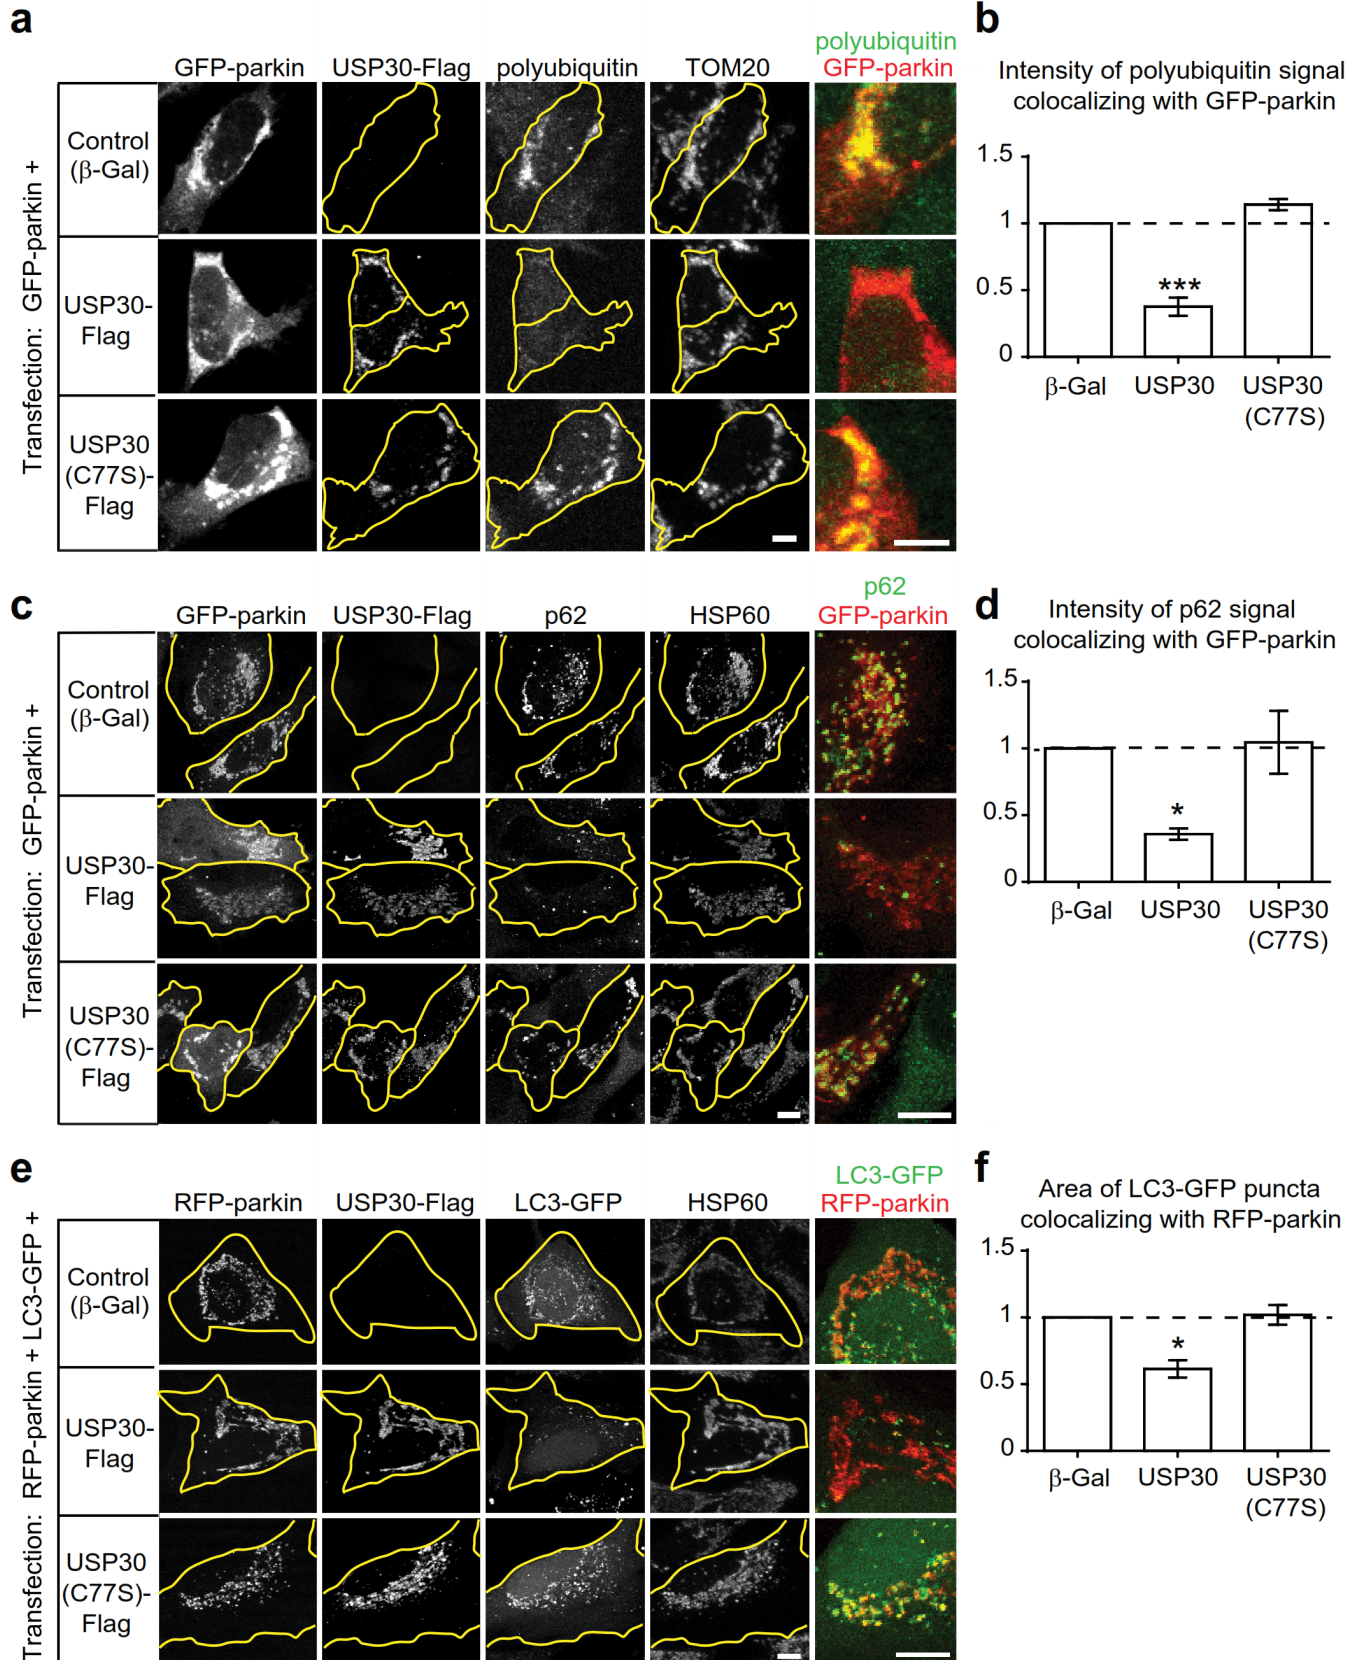 a
GFP-parkin USP30-Flag polyubiquitin TOM20
polyubiquitin
GFP-parkin
Transfection: GFP-parkin +
Control
(β-Gal)
USP30-
Flag
USP30
(C77S)-
Flag
b
Intensity of polyubiquitin signal
colocalizing with GFP-parkin
1.5
1
0.5
0
***
β-Gal USP30 USP30
(C77S)
c
GFP-parkin USP30-Flag p62 HSP60
p62
GFP-parkin
Transfection: GFP-parkin +
Control
(β-Gal)
USP30-
Flag
USP30
(C77S)-
Flag
d
Intensity of p62 signal
colocalizing with GFP-parkin
1.5
1
0.5
0
*
β-Gal USP30 USP30
(C77S)
e
RFP-parkin USP30-Flag LC3-GFP HSP60
LC3-GFP
RFP-parkin
Transfection: RFP-parkin + LC3-GFP +
Control
(β-Gal)
USP30-
Flag
USP30
(C77S)-
Flag
f
Area of LC3-GFP puncta
colocalizing with RFP-parkin
1.5
1
0.5
0
*
β-Gal USP30 USP30
(C77S)